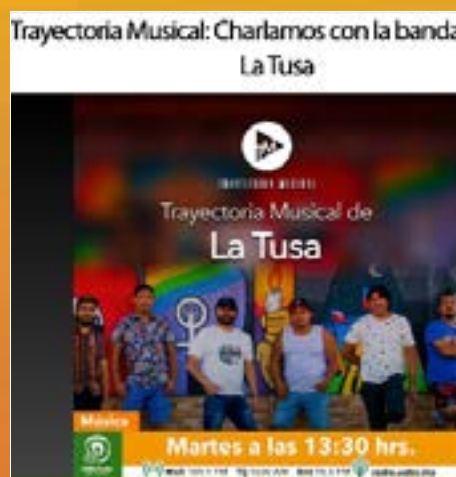 Trayectoria Musical: Charlamos con la banda
La Tusa
Trayectoria Musical de
La Tusa
Música
Martes a las 13:30 hrs.